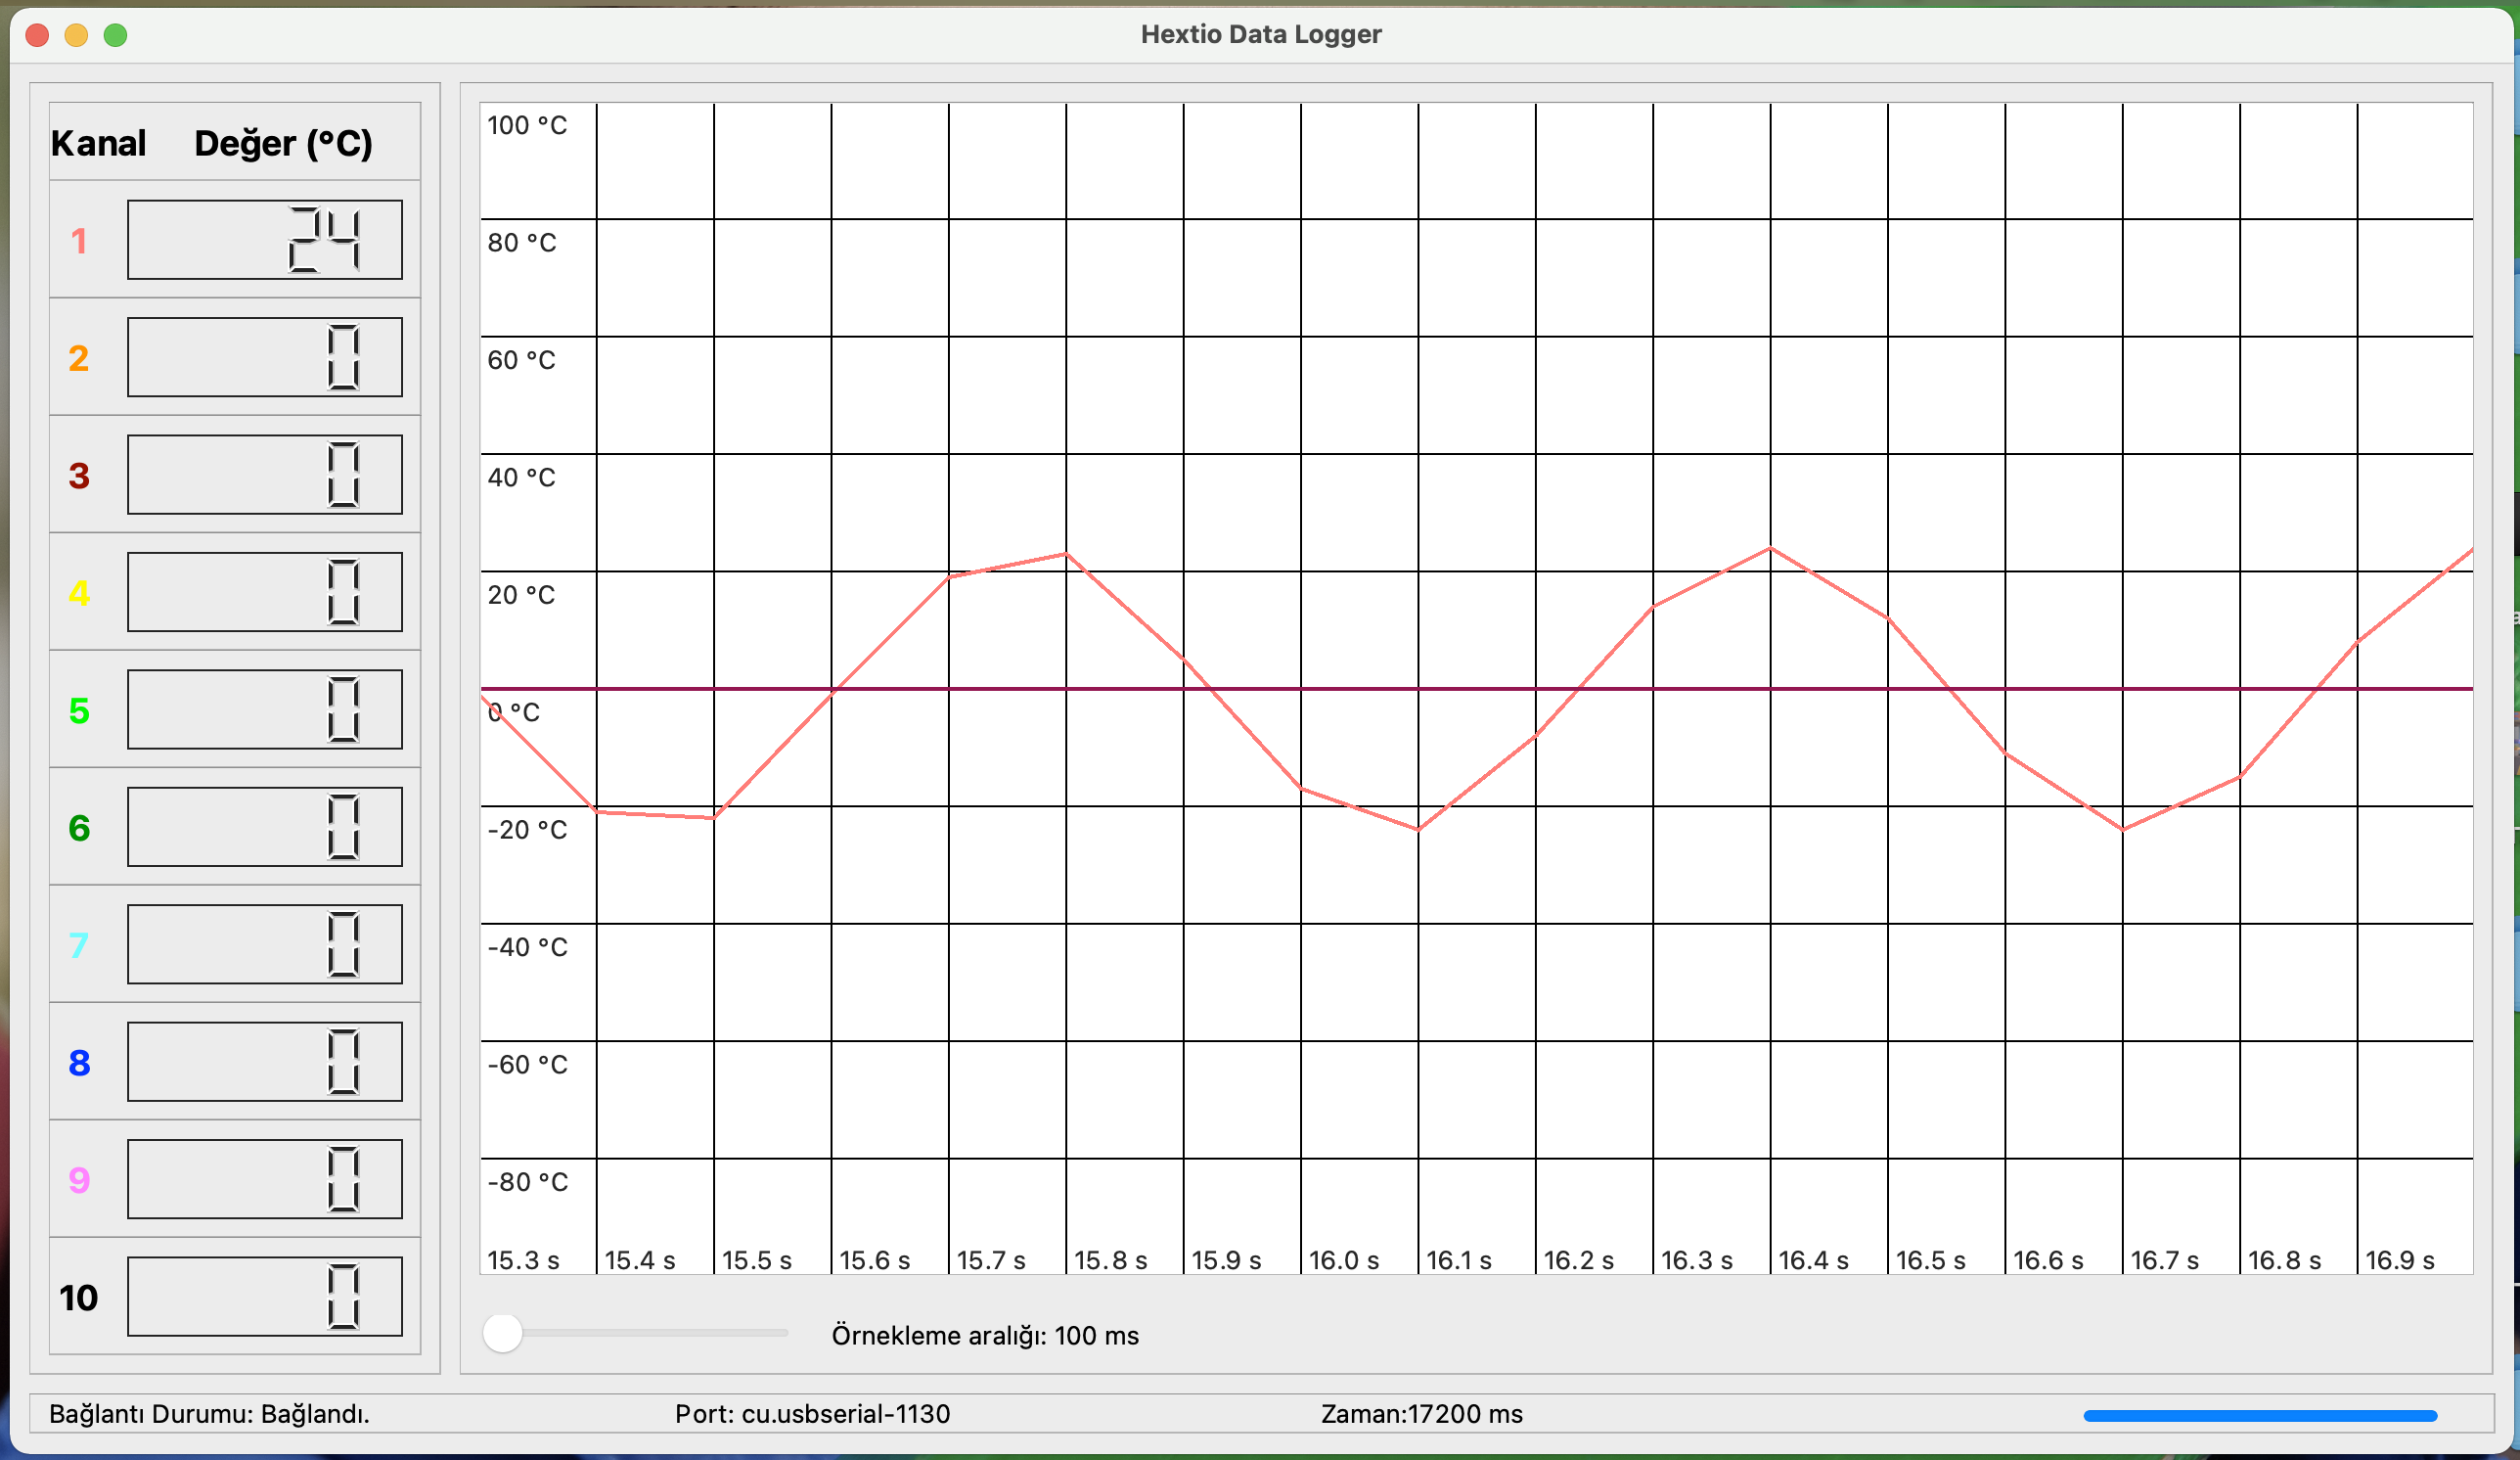 Hextio Data Logger
Kanal Değer (°C)
1 24
2 0
3 0
4 0
5 0
6 0
7 0
8 0
9 0
10 0
100 °C
80 °C
60 °C
40 °C
20 °C
0 °C
-20 °C
-40 °C
-60 °C
-80 °C
15.3 s 15.4 s 15.5 s 15.6 s 15.7 s 15.8 s 15.9 s 16.0 s 16.1 s 16.2 s 16.3 s 16.4 s 16.5 s 16.6 s 16.7 s 16.8 s 16.9 s
Örnekleme aralığı: 100 ms
Bağlantı Durumu: Bağlandı. Port: cu.usbserial-1130 Zaman:17200 ms